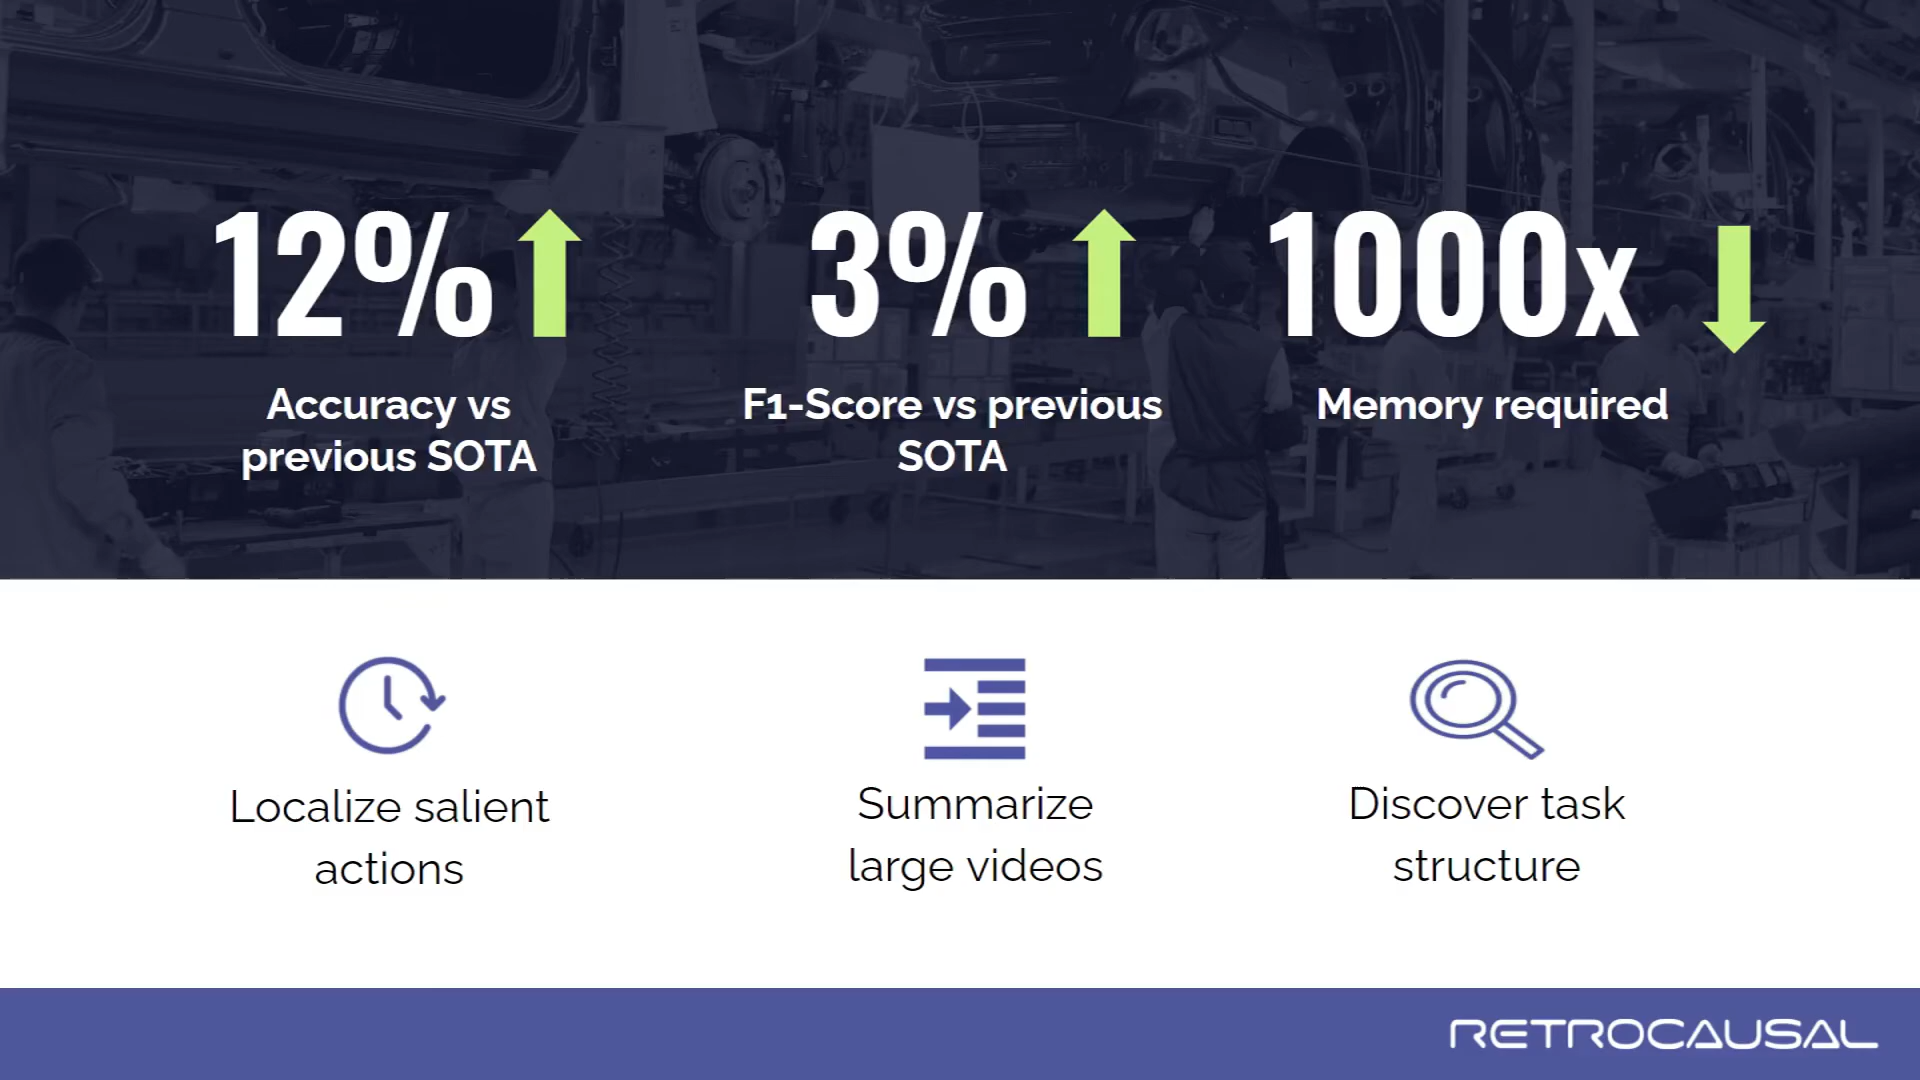 12%
Accuracy vs
previous SOTA
3%
F1-Score vs previous
SOTA
1000x
Memory required
Localize salient
actions
Summarize
large videos
Discover task
structure
RETROCAUSAL